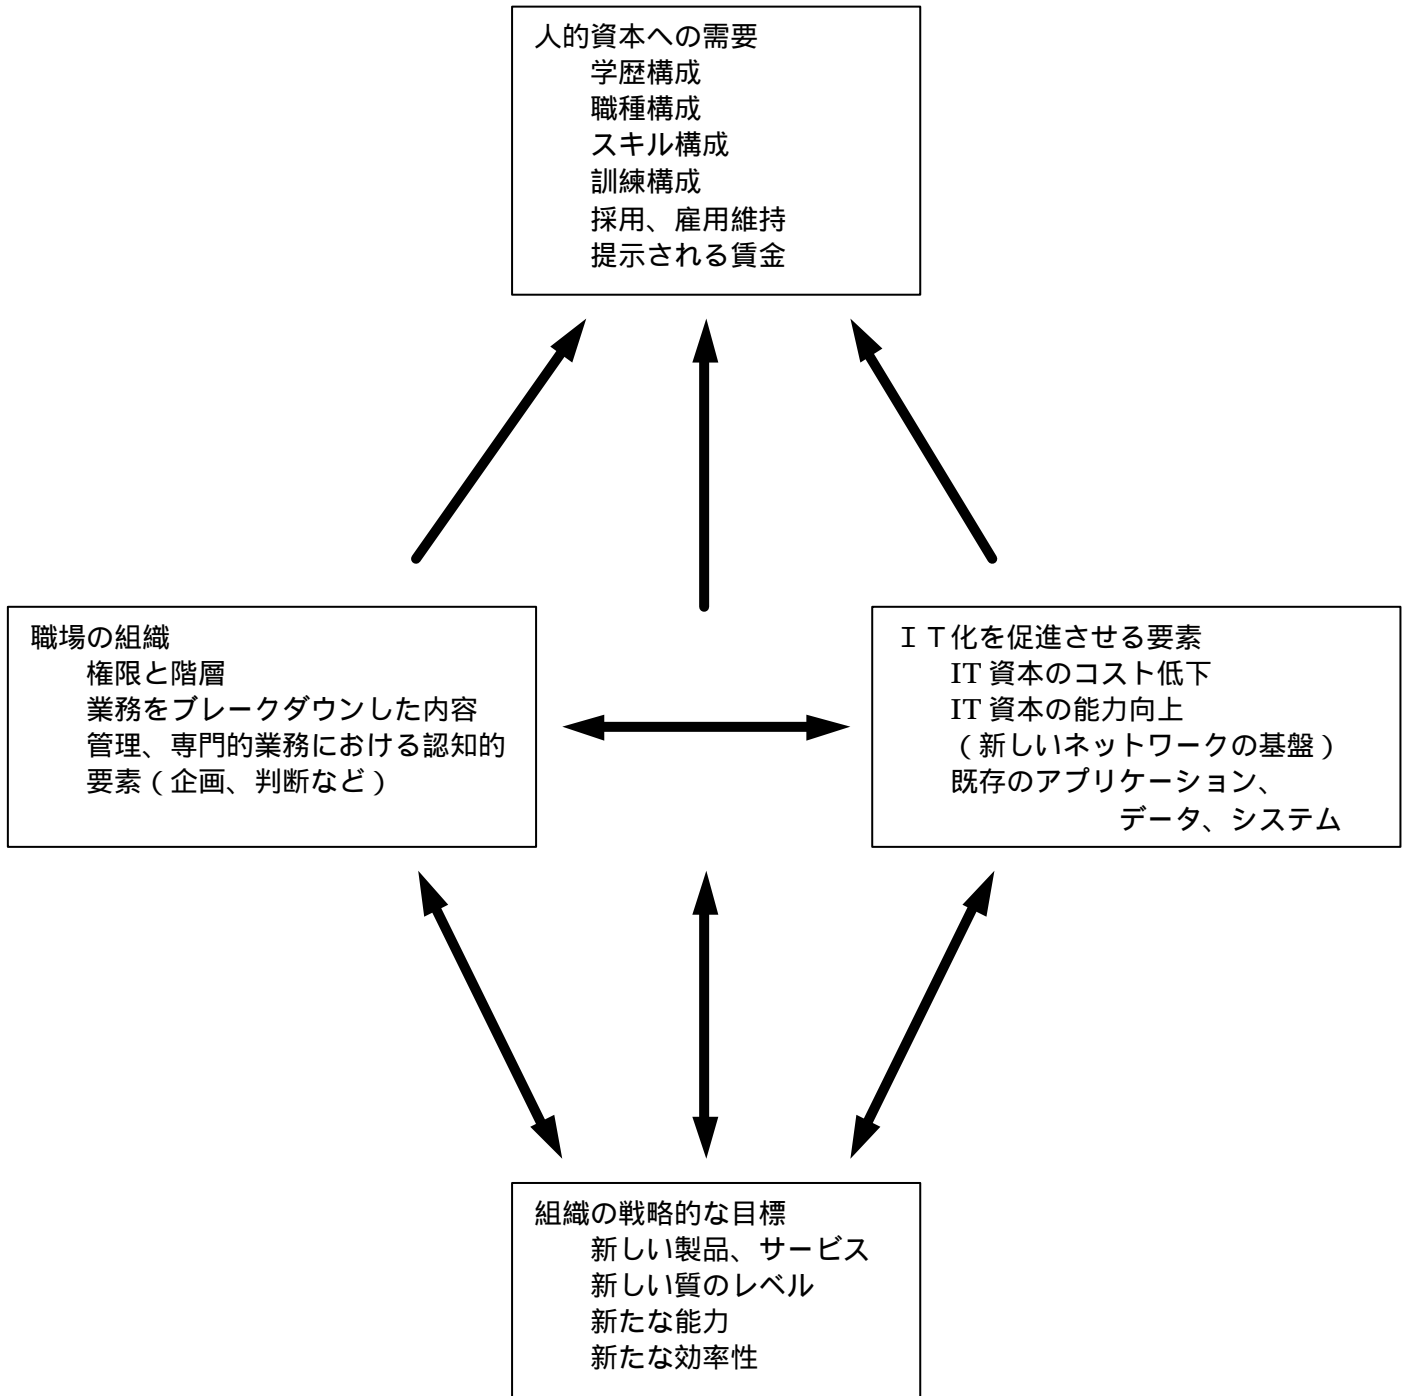 人的資本への需要
学歴構成
職種構成
スキル構成
訓練構成
採用、雇用維持
提示される賃金
職場の組織
権限と階層
業務をブレークダウンした内容
管理、専門的業務における認知的
要素（企画、判断など）
ＩＴ化を促進させる要素
IT 資本のコスト低下
IT 資本の能力向上
（新しいネットワークの基盤）
既存のアプリケーション、
データ、システム
組織の戦略的な目標
新しい製品、サービス
新しい質のレベル
新たな能力
新たな効率性